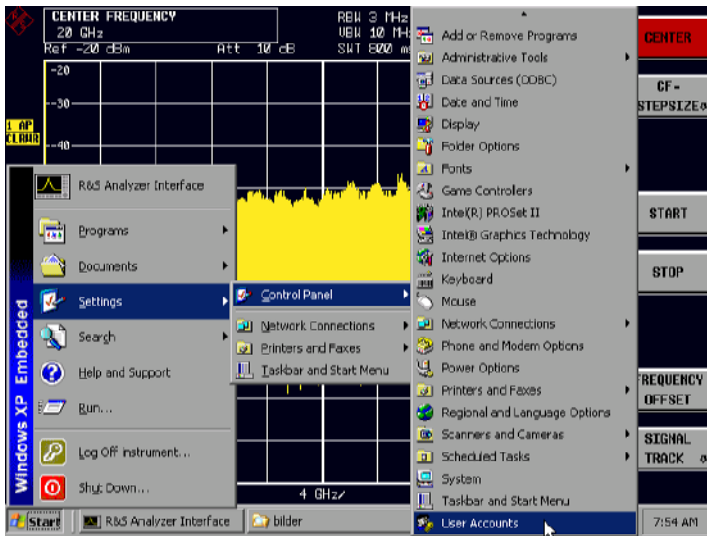 CENTER FREQUENCY
20 GHz
Ref -20 dBm
Att 10 dB
RBW 3 MHz
VBW 10 MHz
SWT 800 ms
-20
-30
-40
1 AP
CLRWR
4 GHz/
CENTER
CF-
STEPSIZE
START
STOP
FREQUENCY
OFFSET
SIGNAL
TRACK
Windows XP Embedded
R&S Analyzer Interface
Programs
Documents
Settings
Search
Help and Support
Run...
Log Off instrument...
Shut Down...
Control Panel
Network Connections
Printers and Faxes
Taskbar and Start Menu
Add or Remove Programs
Administrative Tools
Data Sources (ODBC)
Date and Time
Display
Folder Options
Fonts
Game Controllers
Intel(R) PROSet II
Intel® Graphics Technology
Internet Options
Keyboard
Mouse
Network Connections
Phone and Modem Options
Power Options
Printers and Faxes
Regional and Language Options
Scanners and Cameras
Scheduled Tasks
System
Taskbar and Start Menu
User Accounts
Start
R&S Analyzer Interface
bilder
7:54 AM